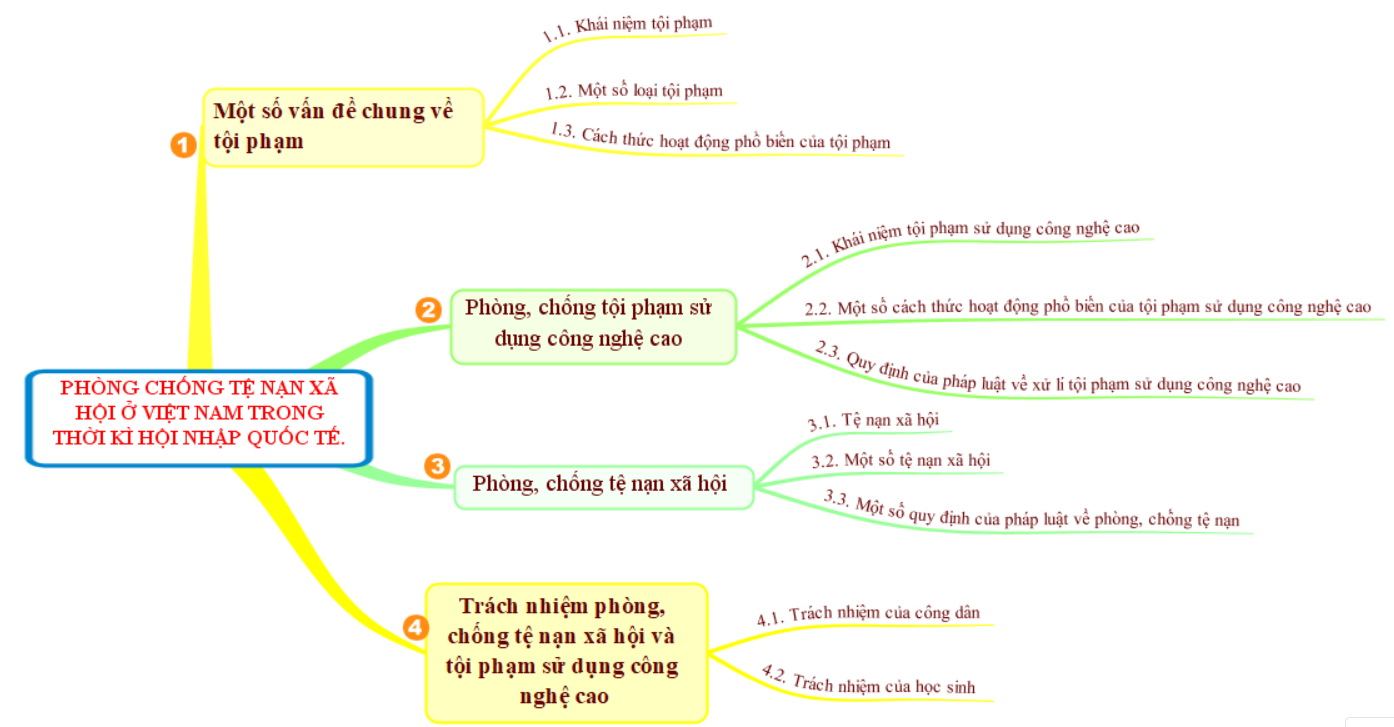 PHÒNG CHỐNG TỆ NẠN XÃ
HỘI Ở VIỆT NAM TRONG
THỜI KÌ HỘI NHẬP QUỐC TẾ.
1
Một số vấn đề chung về
tội phạm
1.1. Khái niệm tội phạm
1.2. Một số loại tội phạm
1.3. Cách thức hoạt động phổ biến của tội phạm
2
Phòng, chống tội phạm sử
dụng công nghệ cao
2.1. Khái niệm tội phạm sử dụng công nghệ cao
2.2. Một số cách thức hoạt động phổ biến của tội phạm sử dụng công nghệ cao
2.3. Quy định của pháp luật về xử lí tội phạm sử dụng công nghệ cao
3
Phòng, chống tệ nạn xã hội
3.1. Tệ nạn xã hội
3.2. Một số tệ nạn xã hội
3.3. Một số quy định của pháp luật về phòng, chống tệ nạn
4
Trách nhiệm phòng,
chống tệ nạn xã hội và
tội phạm sử dụng công
nghệ cao
4.1. Trách nhiệm của công dân
4.2. Trách nhiệm của học sinh